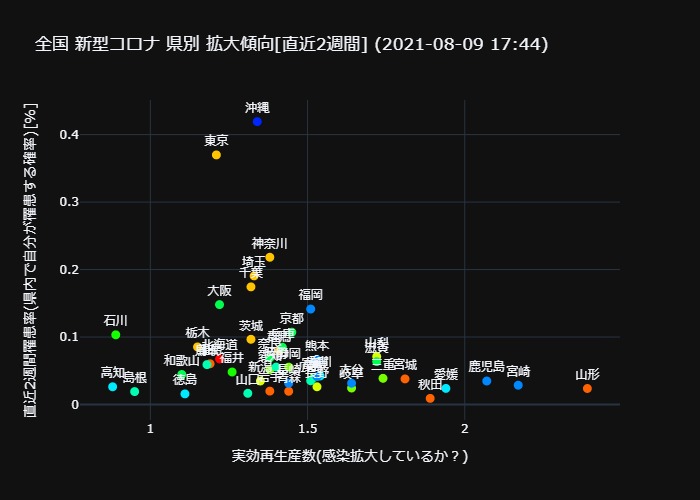 全国 新型コロナ 県別 拡大傾向[直近2週間] (2021-08-09 17:44)
直近2週間罹患率(県内で自分が罹患する確率)[%]
0.4
0.3
0.2
0.1
0
沖縄
東京
神奈川
埼玉
千葉
大阪
福岡
石川
栃木
茨城
京都
北海道
熊本
山梨
滋賀
和歌山
福井
高知
島根
徳島
山口
岩手
青森
長野
大分
岐阜
三重
宮城
秋田
愛媛
鹿児島
宮崎
山形
1
1.5
2
実効再生産数(感染拡大しているか？)